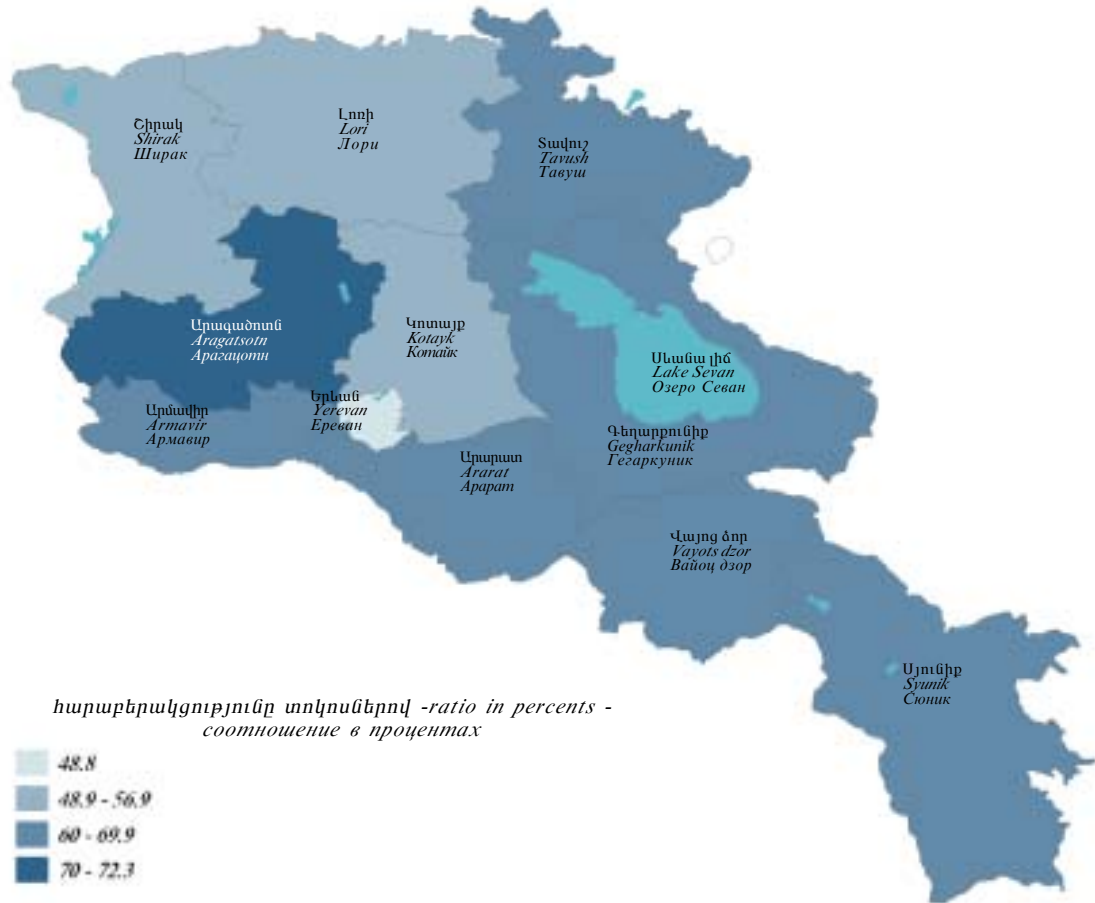 Շիրակ
Shirak
Ширак
Լոռի
Lori
Лори
Տավուշ
Tavush
Тавуш
Արագածոտն
Aragatsotn
Арагацотн
Կոտայք
Kotayk
Котайк
Սևանա լիճ
Lake Sevan
Озеро Севан
Արմավիր
Armavir
Армавир
Երևան
Yerevan
Ереван
Գեղարքունիք
Gegharkunik
Гегаркуник
Արարատ
Ararat
Арарат
Վայոց ձոր
Vayots dzor
Вайоц дзор
Սյունիք
Syunik
Сюник
հարաբերակցությունը տոկոսներով -ratio in percents -
соотношение в процентах
48.8
48.9 - 56.9
60 - 69.9
70 - 72.3